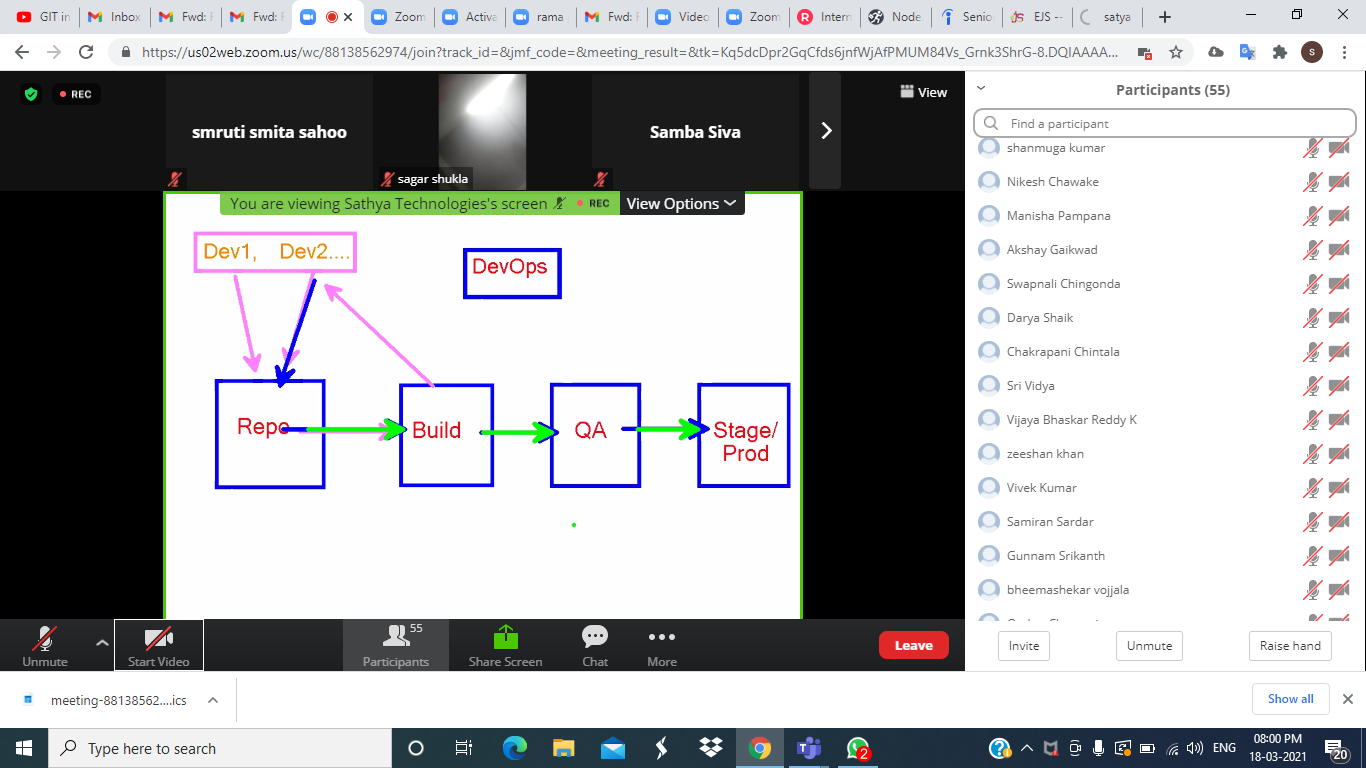 GIT in
Inbox
Fwd: F
Fwd: F
Zoom
Activa
rama
Fwd: F
Video
Zoom
Intern
Node
Senio
EJS --
satya
https://us02web.zoom.us/wc/88138562974/join?track_id=&jmf_code=&meeting_result=&tk=Kq5dcDpr2GqCfds6jnfWjAfPMUM84Vs_Grnk3ShrG-8.DQIAAAA...
S
REC
smruti smita sahoo
sagar shukla
Samba Siva
View
You are viewing Sathya Technologies's screen
REC
View Options
Dev1, Dev2....
DevOps
Repo
Build
QA
Stage/
Prod
Participants (55)
Find a participant
shanmuga kumar
Nikesh Chawake
Manisha Pampana
Akshay Gaikwad
Swapnali Chingonda
Darya Shaik
Chakrapani Chintala
Sri Vidya
Vijaya Bhaskar Reddy K
zeeshan khan
Vivek Kumar
Samiran Sardar
Gunnam Srikanth
bheemashekar vojjala
Invite
Unmute
Raise hand
Unmute
Start Video
55
Participants
Share Screen
Chat
More
Leave
meeting-88138562....ics
Show all
Type here to search
2
ENG
08:00 PM
18-03-2021
20